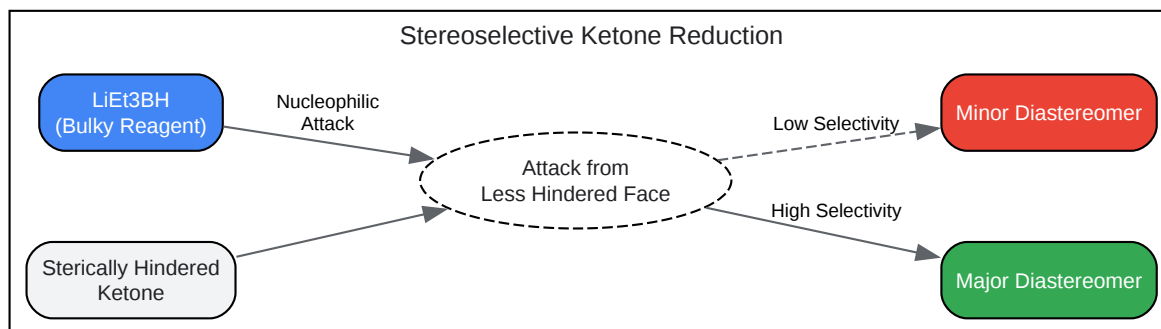 Stereoselective Ketone Reduction
LiEt3BH
(Bulky Reagent)
Nucleophilic
Attack
Sterically Hindered
Ketone
Attack from
Less Hindered Face
Low Selectivity
High Selectivity
Minor Diastereomer
Major Diastereomer